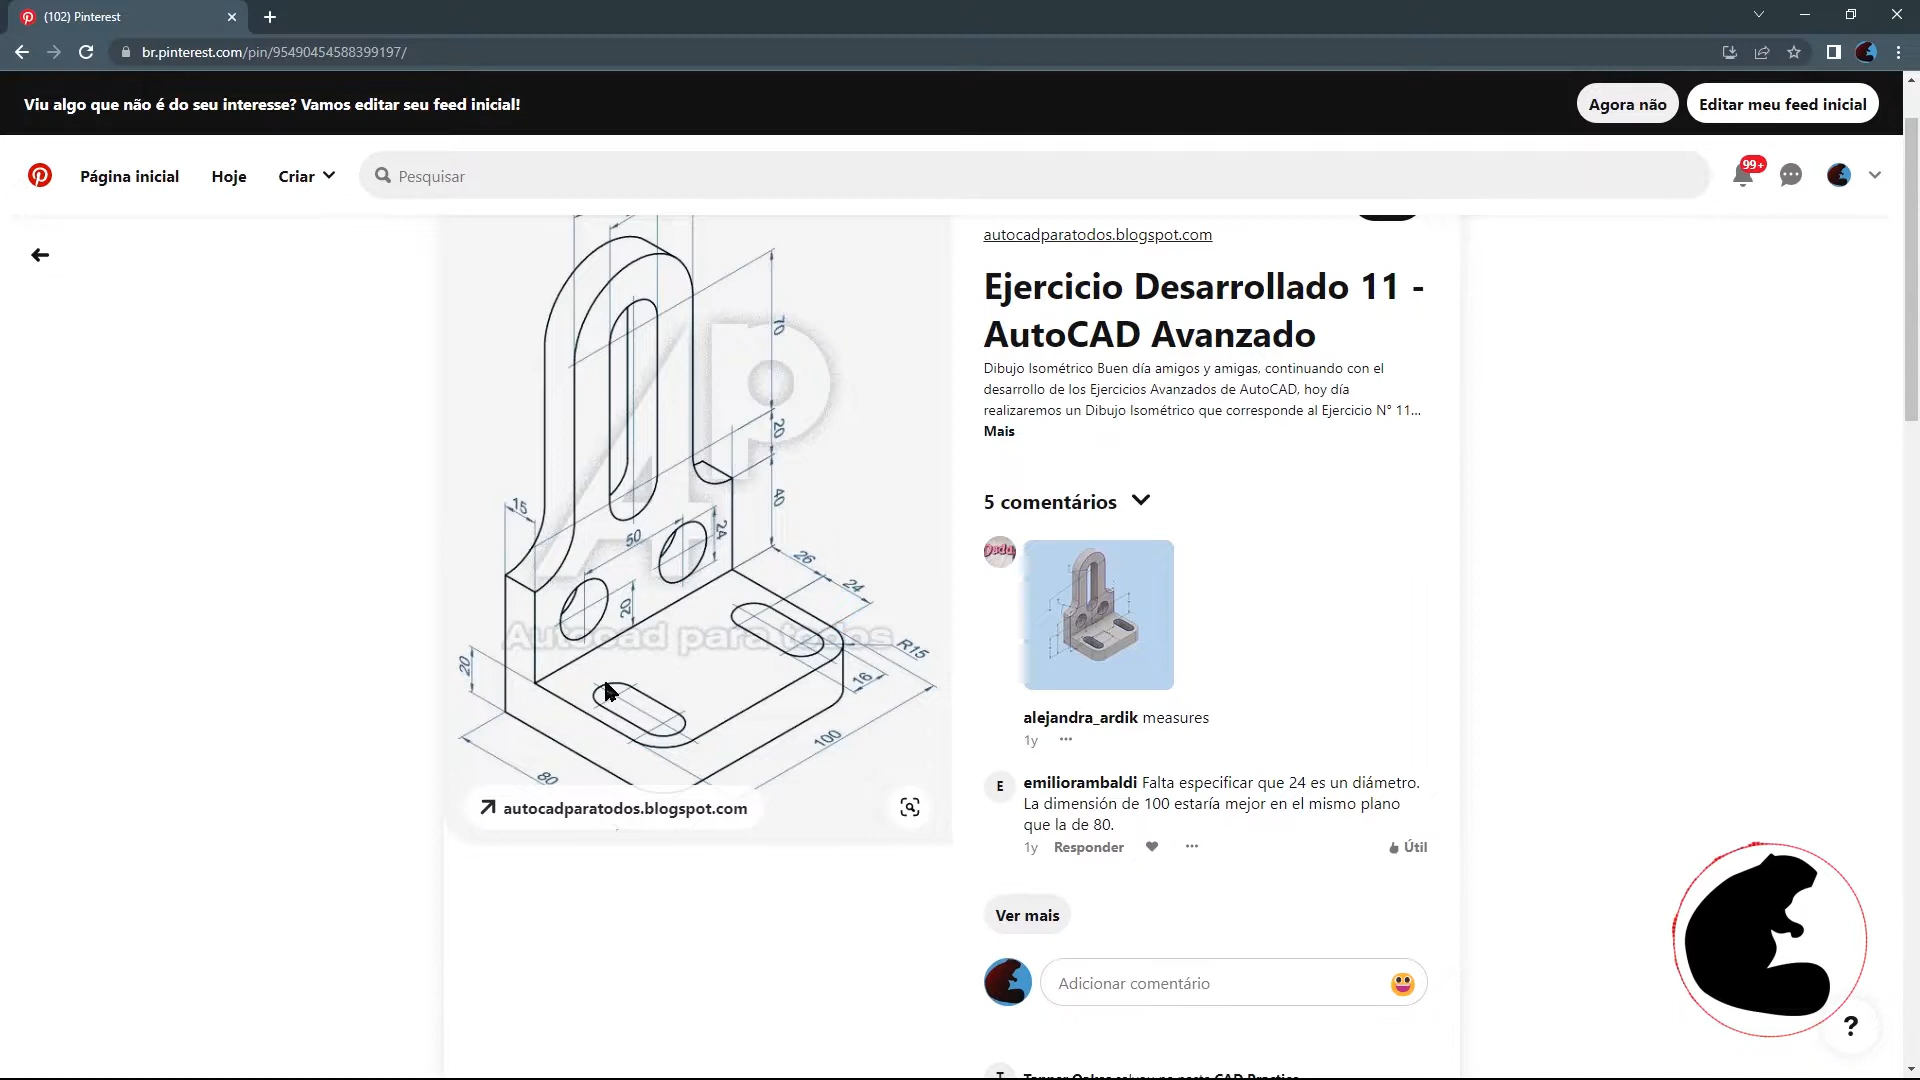 (102) Pinterest
br.pinterest.com/pin/95490454588399197/
Viu algo que não é do seu interesse? Vamos editar seu feed inicial!
Agora não
Editar meu feed inicial
Página inicial
Hoje
Criar
Pesquisar
99+
autocadparatodos.blogspot.com
Ejercicio Desarrollado 11 -
AutoCAD Avanzado
Dibujo Isométrico Buen día amigos y amigas, continuando con el
desarrollo de los Ejercicios Avanzados de AutoCAD, hoy día
realizaremos un Dibujo Isométrico que corresponde al Ejercicio N° 11...
Mais
70
20
40
15
50
24
26
24
20
Autocad para todos
R15
20
16
100
80
autocadparatodos.blogspot.com
5 comentários
alejandra_ardik measures
1y
E
emiliorambaldi Falta especificar que 24 es un diámetro.
La dimensión de 100 estaría mejor en el mismo plano
que la de 80.
1y Responder
Útil
Ver mais
Adicionar comentário
?